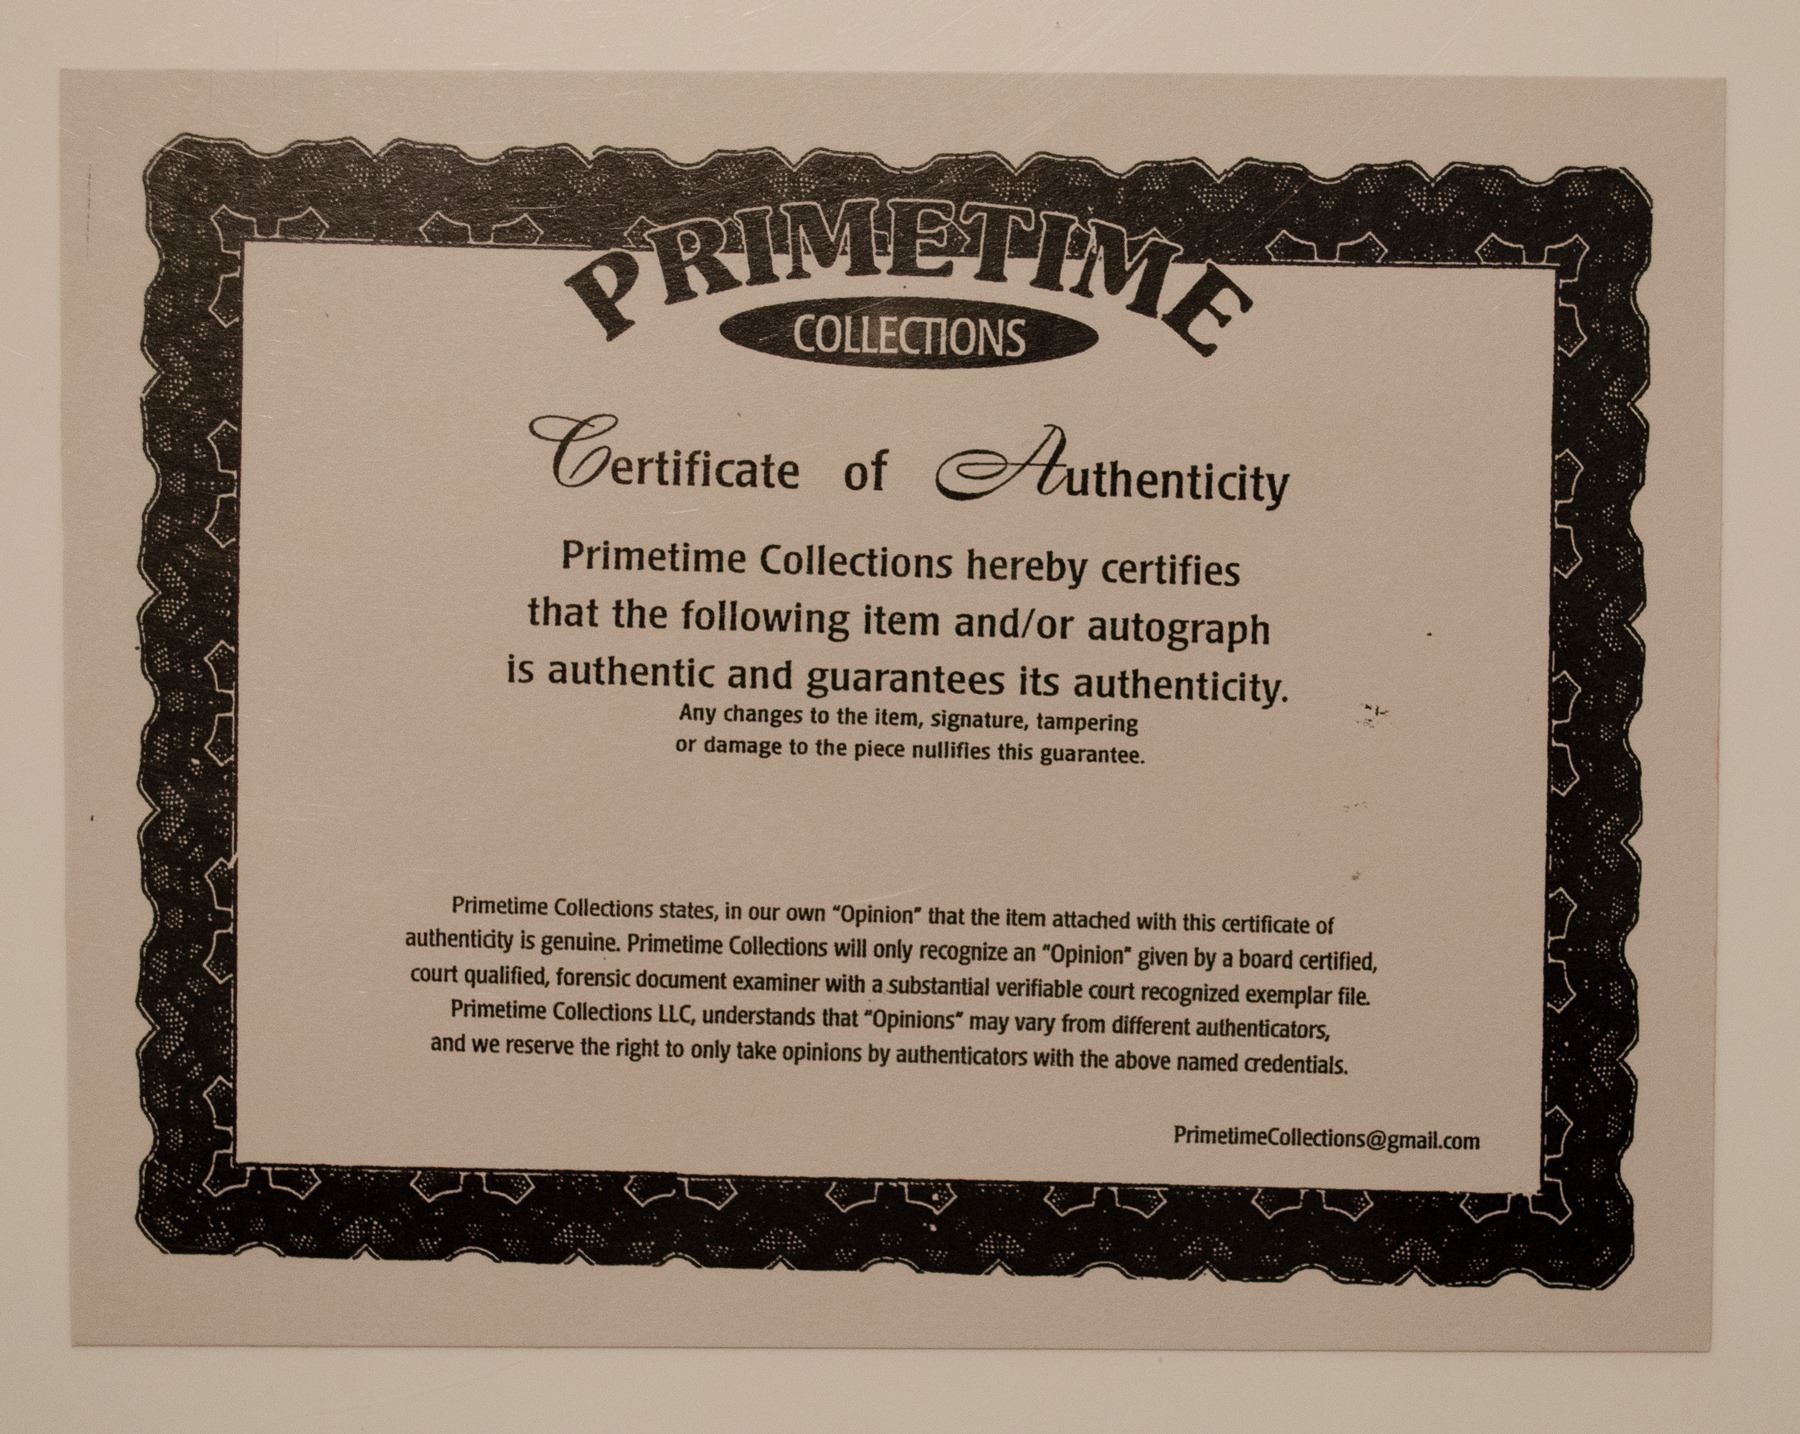 PRIMETIME
COLLECTIONS
Certificate of Authenticity
Primetime Collections hereby certifies
that the following item and/or autograph
is authentic and guarantees its authenticity.
Any changes to the item, signature, tampering
or damage to the piece nullifies this guarantee.
Primetime Collections states, in our own “Opinion” that the item attached with this certificate of
authenticity is genuine. Primetime Collections will only recognize an “Opinion” given by a board certified,
court qualified, forensic document examiner with a substantial verifiable court recognized exemplar file.
Primetime Collections LLC, understands that “Opinions” may vary from different authenticators,
and we reserve the right to only take opinions by authenticators with the above named credentials.
PrimetimeCollections@gmail.com